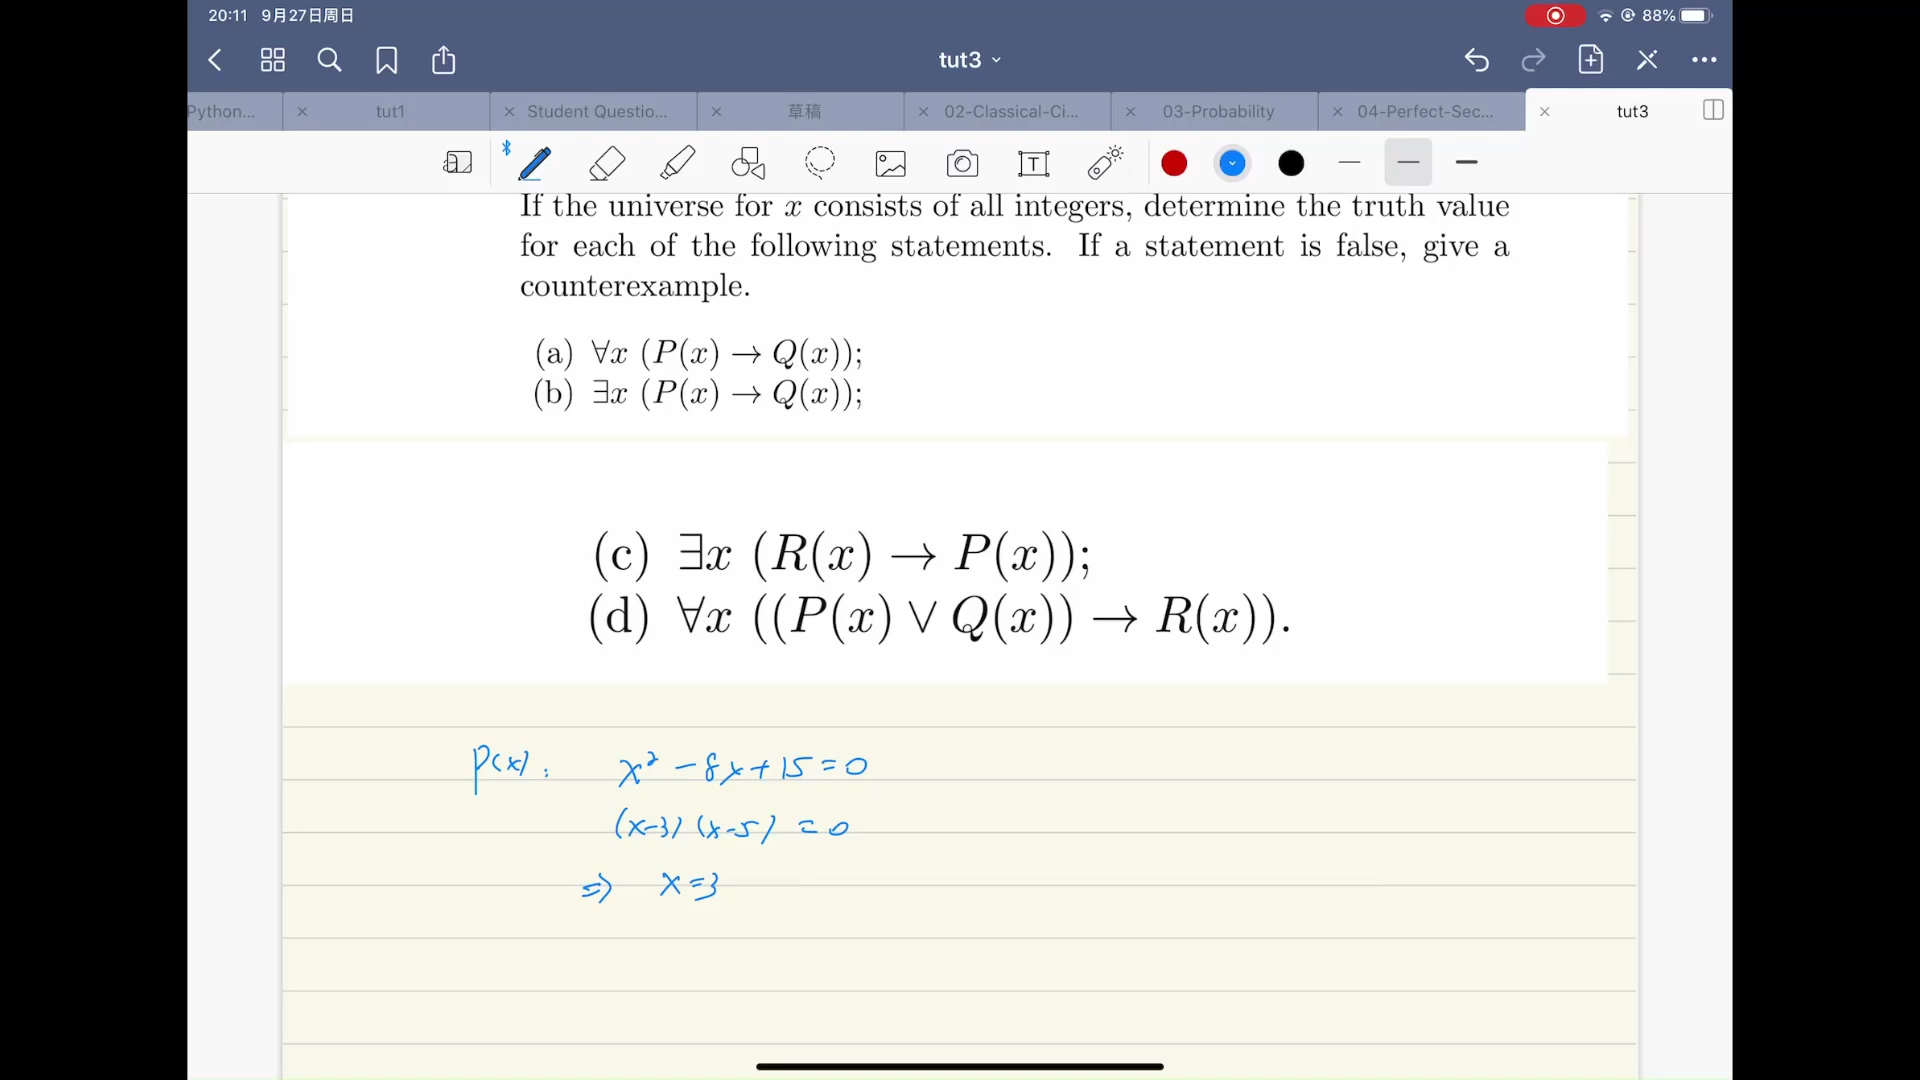 20:11 9月27日周日
88%
tut3
Python... tut1 Student Questio... 草稿 02-Classical-Ci... 03-Probability 04-Perfect-Sec... tut3
If the universe for x consists of all integers, determine the truth value
for each of the following statements. If a statement is false, give a
counterexample.
(a) ∀x (P(x) → Q(x));
(b) ∃x (P(x) → Q(x));
(c) ∃x (R(x) → P(x));
(d) ∀x ((P(x) ∨ Q(x)) → R(x)).
P(x): x² - 8x + 15 = 0
(x-3) (x-5) = 0
⇒ x = 3